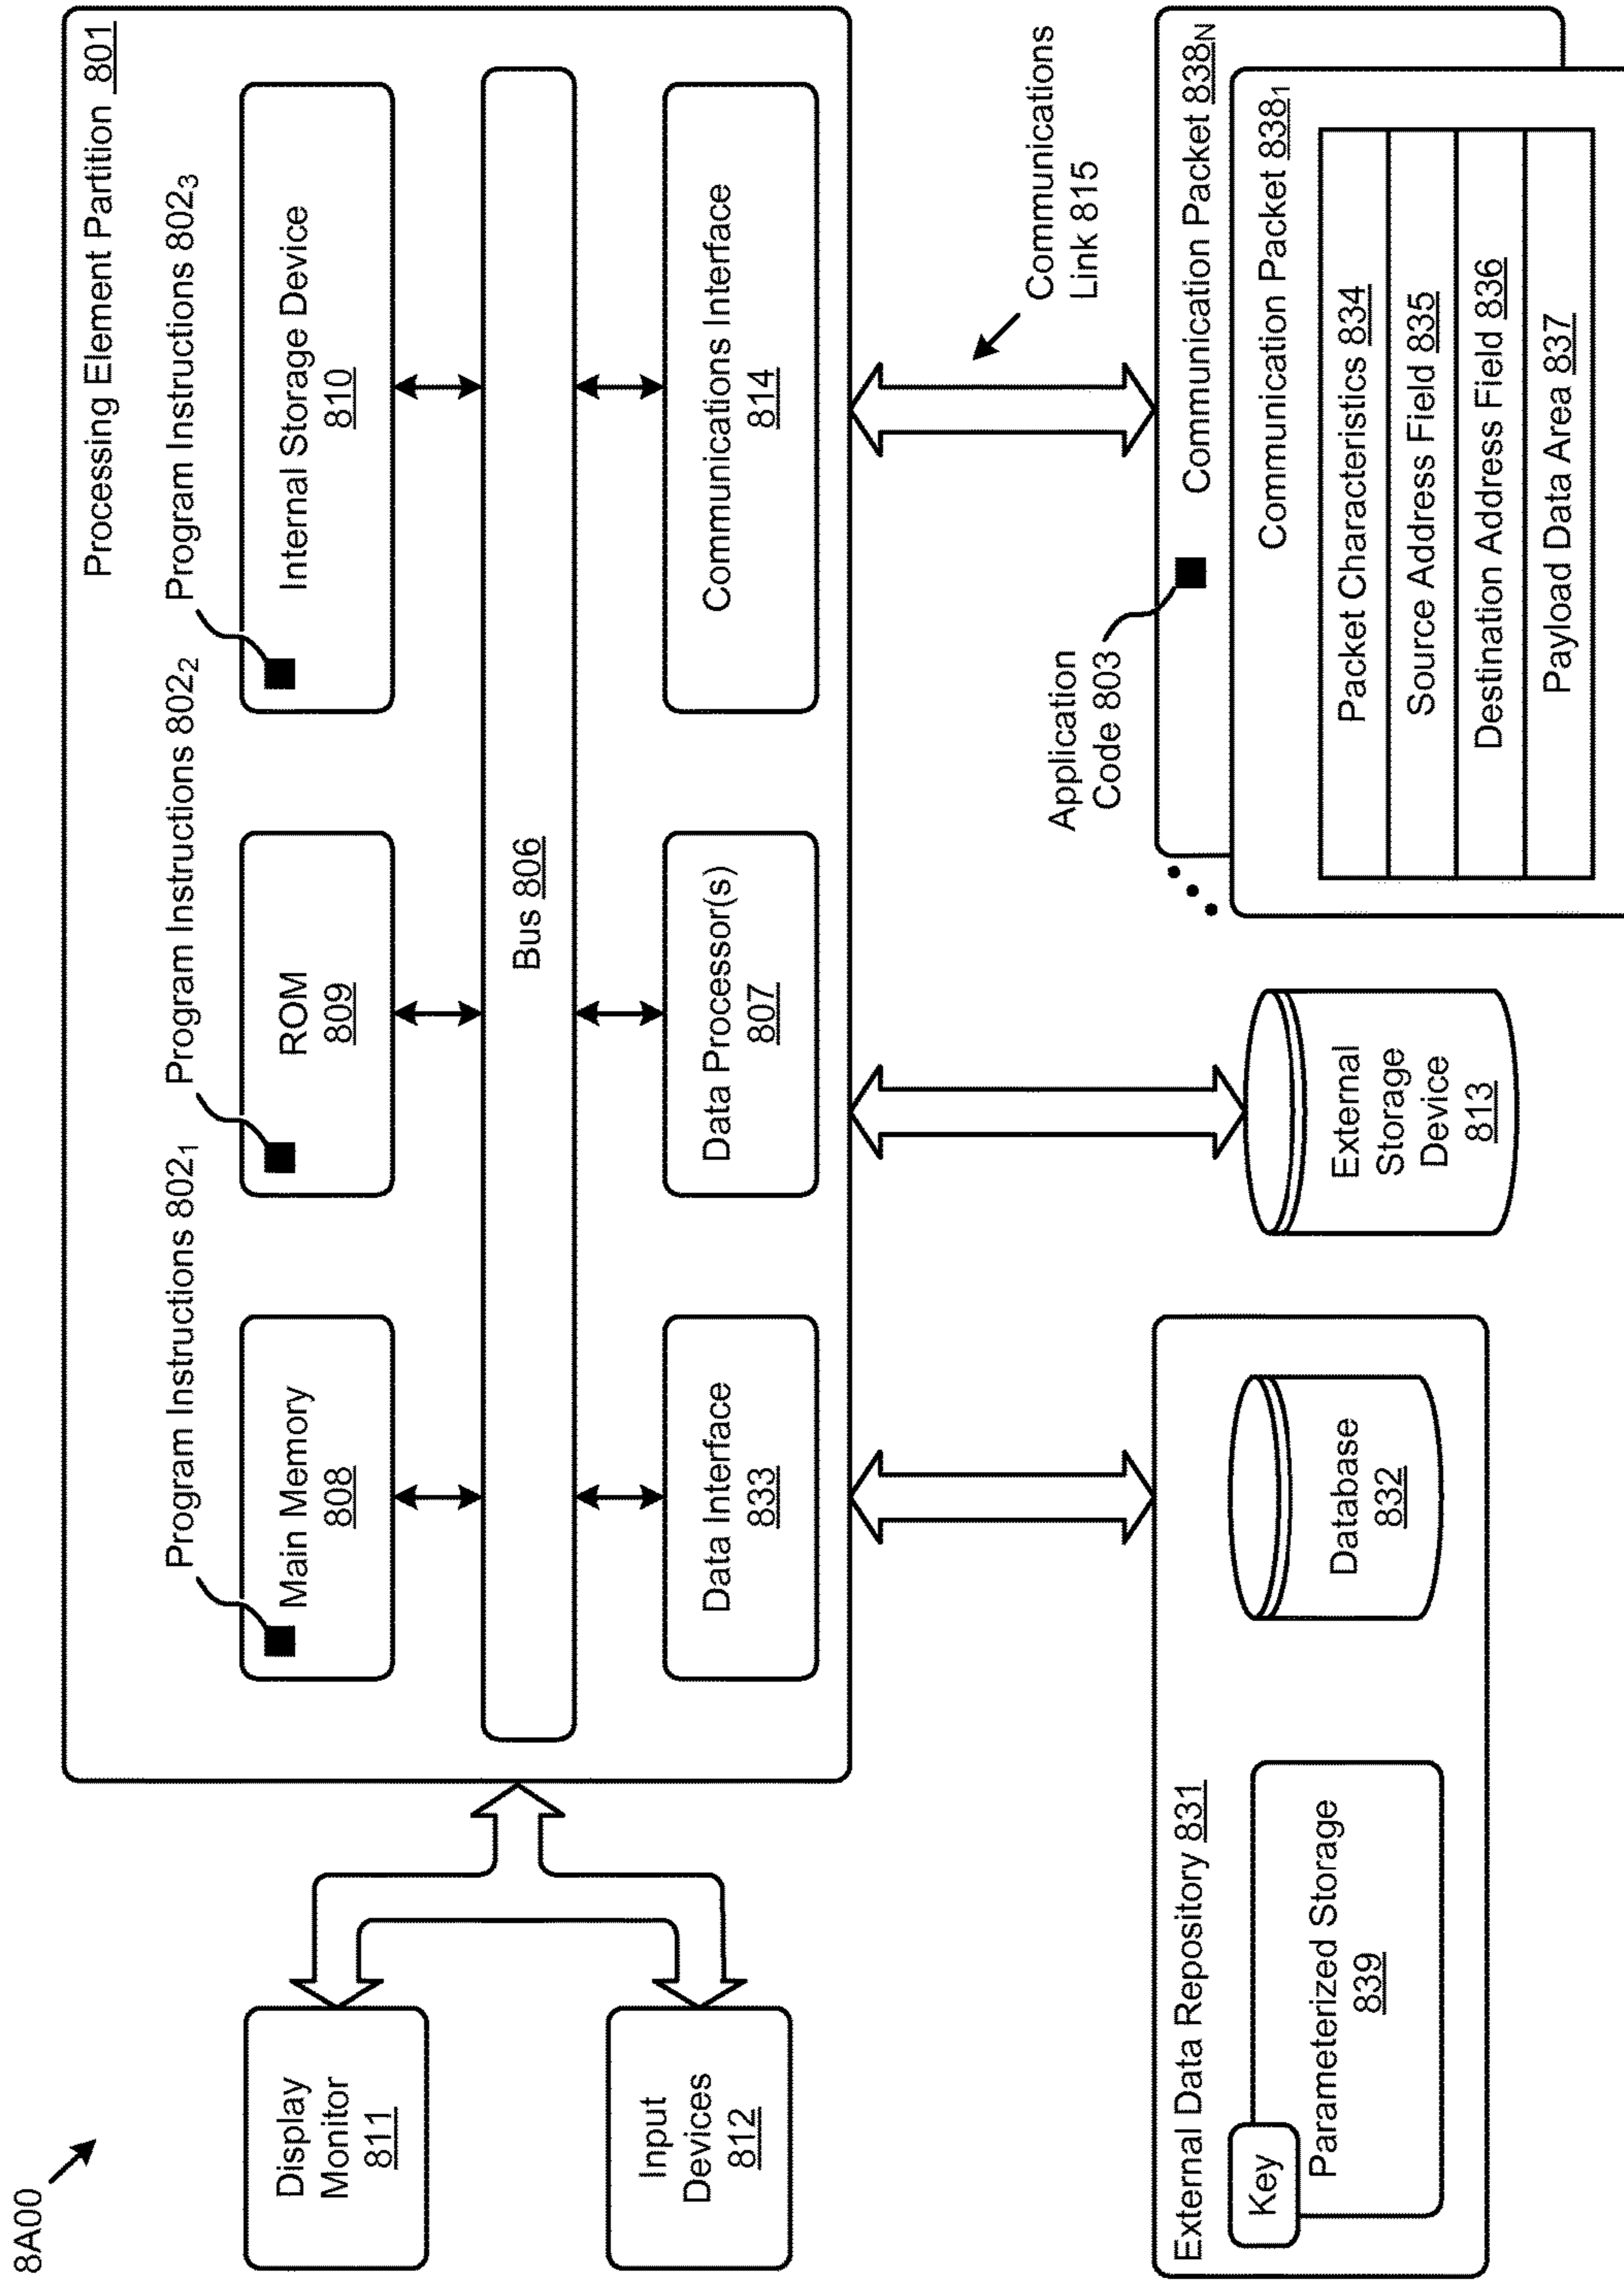 8A00
Processing Element Partition 801
Program Instructions 802₁
Program Instructions 802₂
Program Instructions 802₃
Main Memory
808
ROM
809
Internal Storage Device
810
Display
Monitor
811
Bus 806
Input
Devices
812
Data Interface
833
Data Processor(s)
807
Communications Interface
814
Communications
Link 815
Application
Code 803
External Data Repository 831
Key
Parameterized Storage
839
Database
832
External
Storage
Device
813
Communication Packet 838N
Communication Packet 838₁
Packet Characteristics 834
Source Address Field 835
Destination Address Field 836
Payload Data Area 837